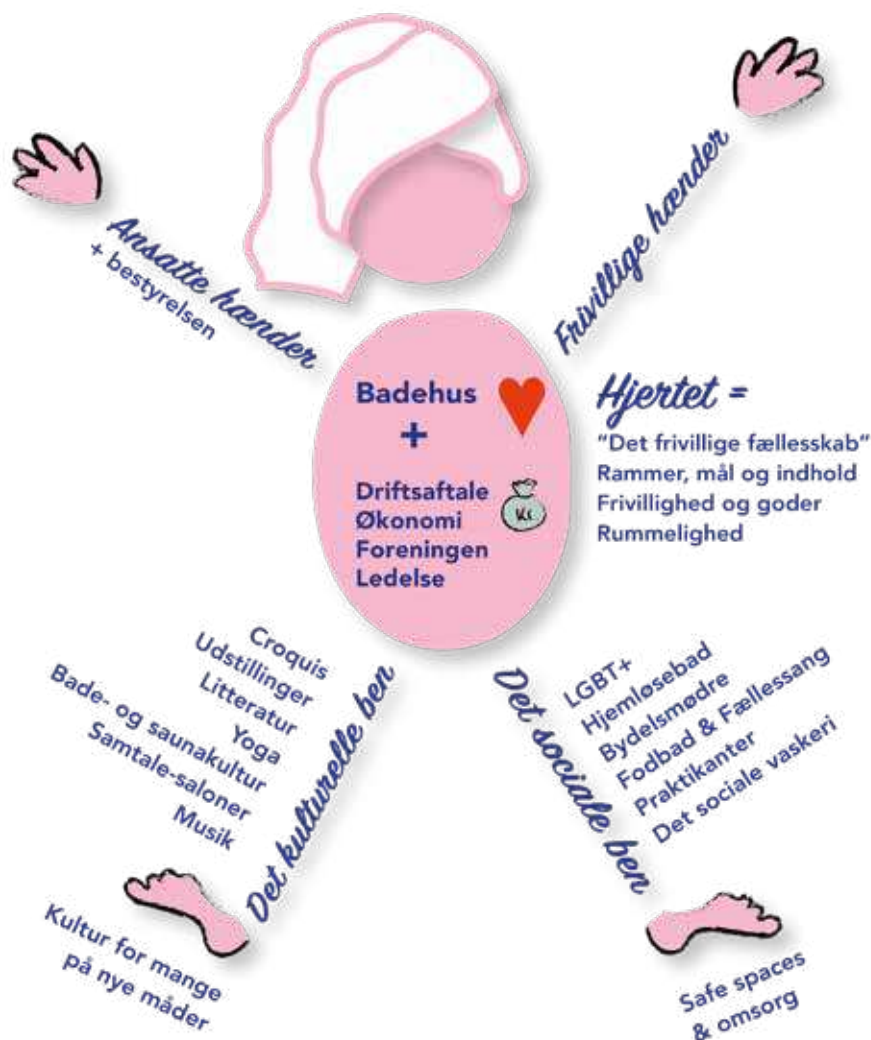 Ansatte hænder
+ bestyrelsen
Frivillige hænder
Badehus
+
Driftsaftale
Økonomi
Foreningen
Ledelse
Kr
Hjertet =
"Det frivillige fællesskab"
Rammer, mål og indhold
Frivillighed og goder
Rummelighed
Croquis
Udstillinger
Litteratur
Yoga
Bade- og saunakultur
Samtale-saloner
Musik
Det kulturelle ben
Kultur for mange
på nye måder
Det sociale ben
LGBT+
Hjemløsebad
Bydelsmødre
Fodbad & Fællessang
Praktikanter
Det sociale vaskeri
Safe spaces
& omsorg